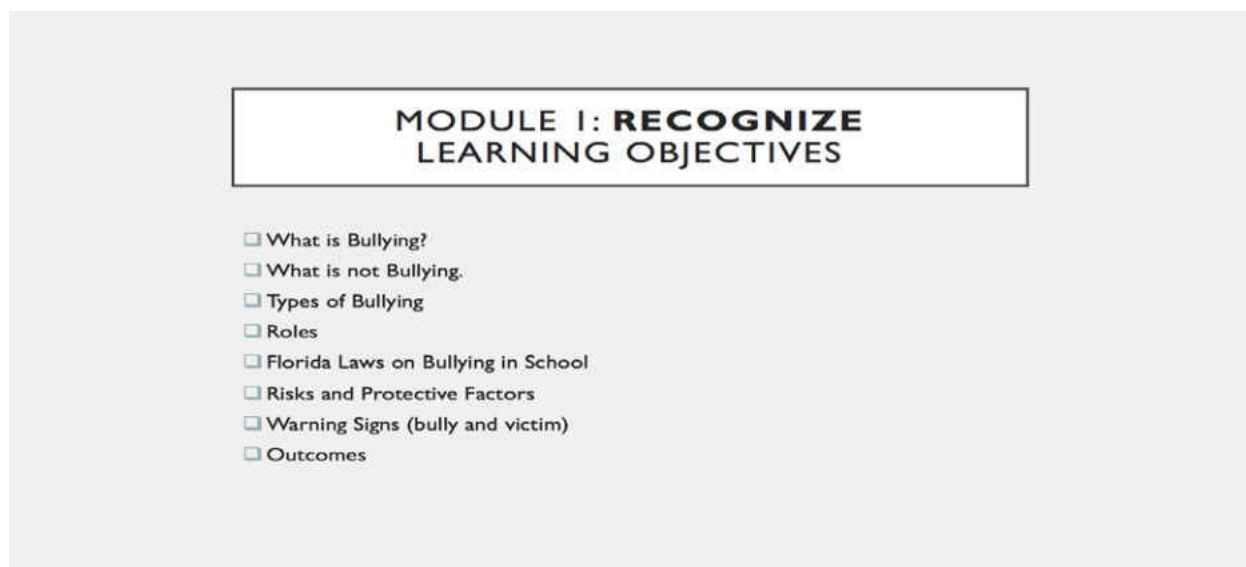 MODULE 1: RECOGNIZE
LEARNING OBJECTIVES
What is Bullying?
What is not Bullying.
Types of Bullying
Roles
Florida Laws on Bullying in School
Risks and Protective Factors
Warning Signs (bully and victim)
Outcomes